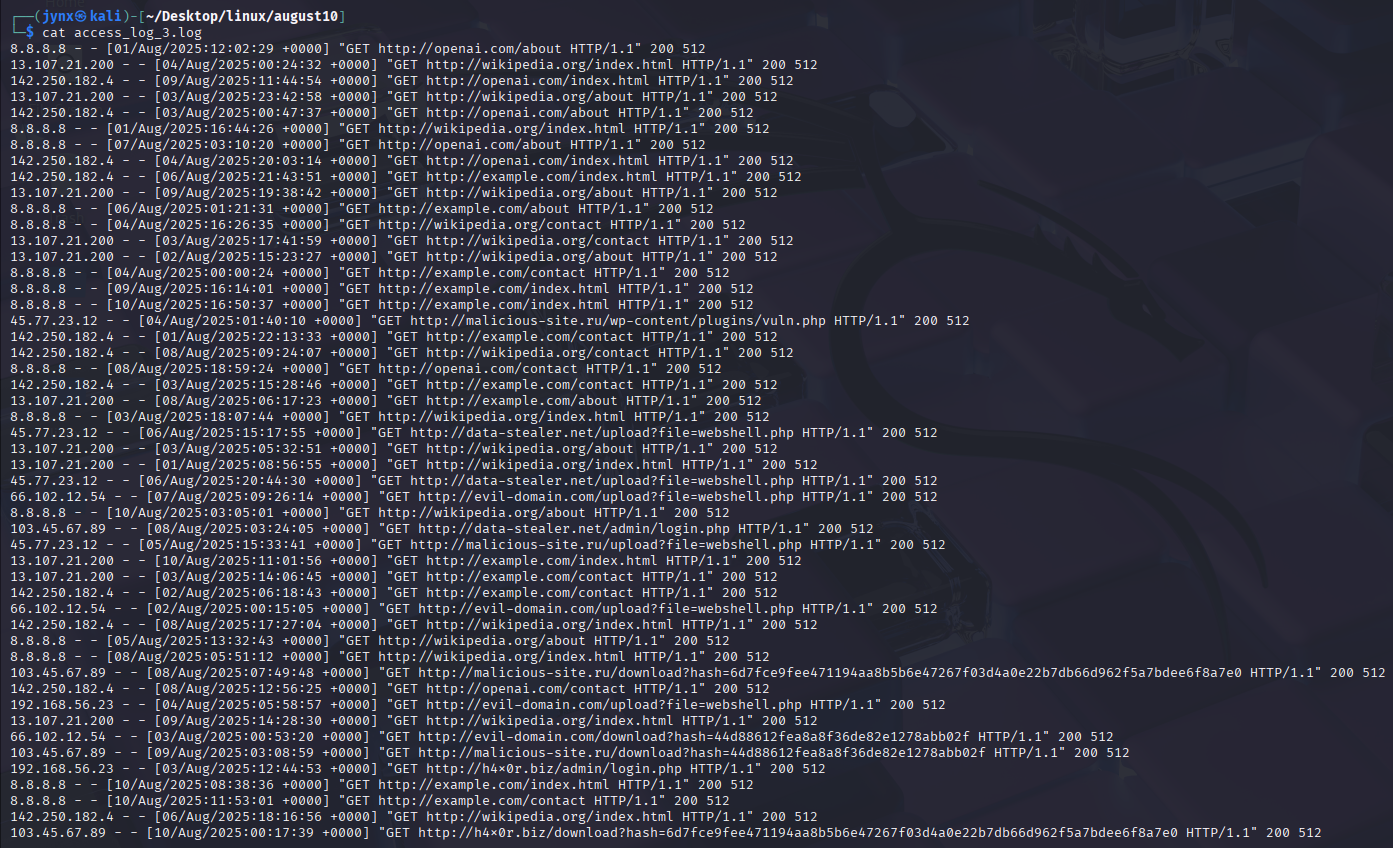 ┌──(jynx㉿kali)-[~/Desktop/linux/august10]
└─$ cat access_log_3.log
8.8.8.8 - - [01/Aug/2025:12:02:29 +0000] "GET http://openai.com/about HTTP/1.1" 200 512
13.107.21.200 - - [04/Aug/2025:00:24:32 +0000] "GET http://wikipedia.org/index.html HTTP/1.1" 200 512
142.250.182.4 - - [09/Aug/2025:11:44:54 +0000] "GET http://openai.com/index.html HTTP/1.1" 200 512
13.107.21.200 - - [03/Aug/2025:23:42:58 +0000] "GET http://wikipedia.org/about HTTP/1.1" 200 512
142.250.182.4 - - [03/Aug/2025:00:47:37 +0000] "GET http://openai.com/about HTTP/1.1" 200 512
8.8.8.8 - - [01/Aug/2025:16:44:26 +0000] "GET http://wikipedia.org/index.html HTTP/1.1" 200 512
8.8.8.8 - - [07/Aug/2025:03:10:20 +0000] "GET http://openai.com/about HTTP/1.1" 200 512
142.250.182.4 - - [04/Aug/2025:20:03:14 +0000] "GET http://openai.com/index.html HTTP/1.1" 200 512
142.250.182.4 - - [06/Aug/2025:21:43:51 +0000] "GET http://example.com/index.html HTTP/1.1" 200 512
13.107.21.200 - - [09/Aug/2025:19:38:42 +0000] "GET http://wikipedia.org/about HTTP/1.1" 200 512
8.8.8.8 - - [06/Aug/2025:01:21:31 +0000] "GET http://example.com/about HTTP/1.1" 200 512
8.8.8.8 - - [04/Aug/2025:16:26:35 +0000] "GET http://wikipedia.org/contact HTTP/1.1" 200 512
13.107.21.200 - - [03/Aug/2025:17:41:59 +0000] "GET http://wikipedia.org/contact HTTP/1.1" 200 512
13.107.21.200 - - [02/Aug/2025:15:23:27 +0000] "GET http://wikipedia.org/about HTTP/1.1" 200 512
8.8.8.8 - - [04/Aug/2025:00:00:24 +0000] "GET http://example.com/contact HTTP/1.1" 200 512
8.8.8.8 - - [09/Aug/2025:16:14:01 +0000] "GET http://example.com/index.html HTTP/1.1" 200 512
8.8.8.8 - - [10/Aug/2025:16:50:37 +0000] "GET http://example.com/index.html HTTP/1.1" 200 512
45.77.23.12 - - [04/Aug/2025:01:40:10 +0000] "GET http://malicious-site.ru/wp-content/plugins/vuln.php HTTP/1.1" 200 512
142.250.182.4 - - [01/Aug/2025:22:13:33 +0000] "GET http://example.com/contact HTTP/1.1" 200 512
142.250.182.4 - - [08/Aug/2025:09:24:07 +0000] "GET http://wikipedia.org/contact HTTP/1.1" 200 512
8.8.8.8 - - [08/Aug/2025:18:59:24 +0000] "GET http://openai.com/contact HTTP/1.1" 200 512
142.250.182.4 - - [03/Aug/2025:15:28:46 +0000] "GET http://example.com/contact HTTP/1.1" 200 512
13.107.21.200 - - [08/Aug/2025:06:17:23 +0000] "GET http://example.com/about HTTP/1.1" 200 512
8.8.8.8 - - [03/Aug/2025:18:07:44 +0000] "GET http://wikipedia.org/index.html HTTP/1.1" 200 512
45.77.23.12 - - [06/Aug/2025:15:17:55 +0000] "GET http://data-stealer.net/upload?file=webshell.php HTTP/1.1" 200 512
13.107.21.200 - - [03/Aug/2025:05:32:51 +0000] "GET http://wikipedia.org/about HTTP/1.1" 200 512
13.107.21.200 - - [01/Aug/2025:08:56:55 +0000] "GET http://wikipedia.org/index.html HTTP/1.1" 200 512
45.77.23.12 - - [06/Aug/2025:20:44:30 +0000] "GET http://data-stealer.net/upload?file=webshell.php HTTP/1.1" 200 512
66.102.12.54 - - [07/Aug/2025:09:26:14 +0000] "GET http://evil-domain.com/upload?file=webshell.php HTTP/1.1" 200 512
8.8.8.8 - - [10/Aug/2025:03:05:01 +0000] "GET http://wikipedia.org/about HTTP/1.1" 200 512
103.45.67.89 - - [08/Aug/2025:03:24:05 +0000] "GET http://data-stealer.net/admin/login.php HTTP/1.1" 200 512
45.77.23.12 - - [05/Aug/2025:15:33:41 +0000] "GET http://malicious-site.ru/upload?file=webshell.php HTTP/1.1" 200 512
13.107.21.200 - - [10/Aug/2025:11:01:56 +0000] "GET http://example.com/index.html HTTP/1.1" 200 512
13.107.21.200 - - [03/Aug/2025:14:06:45 +0000] "GET http://example.com/contact HTTP/1.1" 200 512
142.250.182.4 - - [02/Aug/2025:06:18:43 +0000] "GET http://example.com/contact HTTP/1.1" 200 512
66.102.12.54 - - [02/Aug/2025:00:15:05 +0000] "GET http://evil-domain.com/upload?file=webshell.php HTTP/1.1" 200 512
142.250.182.4 - - [08/Aug/2025:17:27:04 +0000] "GET http://wikipedia.org/index.html HTTP/1.1" 200 512
8.8.8.8 - - [05/Aug/2025:13:32:43 +0000] "GET http://wikipedia.org/about HTTP/1.1" 200 512
8.8.8.8 - - [08/Aug/2025:05:51:12 +0000] "GET http://wikipedia.org/index.html HTTP/1.1" 200 512
103.45.67.89 - - [08/Aug/2025:07:49:48 +0000] "GET http://malicious-site.ru/download?hash=6d7fce9fee471194aa8b5b6e47267f03d4a0e22b7db66d962f5a7bdee6f8a7e0 HTTP/1.1" 200 512
142.250.182.4 - - [08/Aug/2025:12:56:25 +0000] "GET http://openai.com/contact HTTP/1.1" 200 512
192.168.56.23 - - [04/Aug/2025:05:58:57 +0000] "GET http://evil-domain.com/upload?file=webshell.php HTTP/1.1" 200 512
13.107.21.200 - - [09/Aug/2025:14:28:30 +0000] "GET http://wikipedia.org/index.html HTTP/1.1" 200 512
66.102.12.54 - - [03/Aug/2025:00:53:20 +0000] "GET http://evil-domain.com/download?hash=44d88612fea8a8f36de82e1278abb02f HTTP/1.1" 200 512
103.45.67.89 - - [09/Aug/2025:03:08:59 +0000] "GET http://malicious-site.ru/download?hash=44d88612fea8a8f36de82e1278abb02f HTTP/1.1" 200 512
192.168.56.23 - - [03/Aug/2025:12:44:53 +0000] "GET http://h4x0r.biz/admin/login.php HTTP/1.1" 200 512
8.8.8.8 - - [10/Aug/2025:08:38:36 +0000] "GET http://example.com/index.html HTTP/1.1" 200 512
8.8.8.8 - - [10/Aug/2025:11:53:01 +0000] "GET http://example.com/contact HTTP/1.1" 200 512
142.250.182.4 - - [06/Aug/2025:18:16:56 +0000] "GET http://wikipedia.org/index.html HTTP/1.1" 200 512
103.45.67.89 - - [10/Aug/2025:00:17:39 +0000] "GET http://h4x0r.biz/download?hash=6d7fce9fee471194aa8b5b6e47267f03d4a0e22b7db66d962f5a7bdee6f8a7e0 HTTP/1.1" 200 512